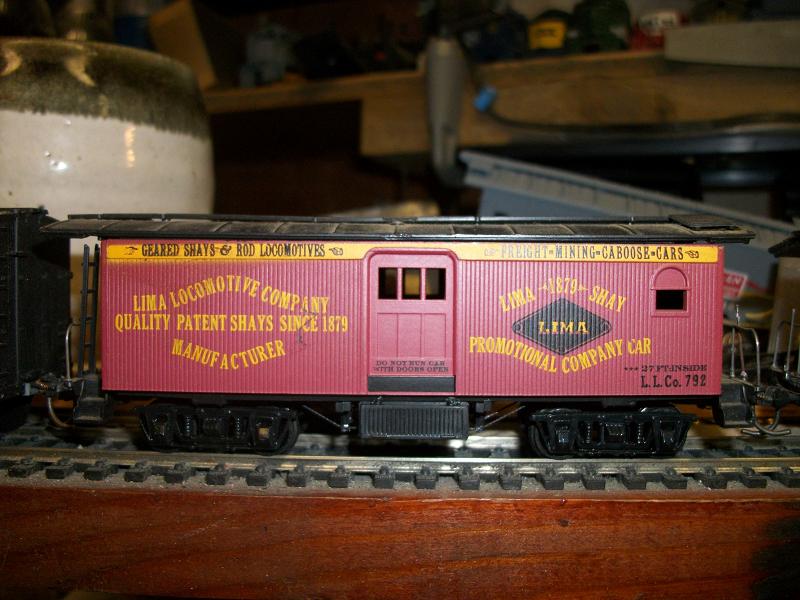 ☞ GEARED SHAYS & ROD LOCOMOTIVES ☜
LIMA LOCOMOTIVE COMPANY
QUALITY PATENT SHAYS SINCE 1879
MANUFACTURER
DO NOT RUN CAR
WITH DOORS OPEN
☞ FREIGHT-MINING-CABOOSE-CARS ☜
LIMA 1879 SHAY
LIMA
PROMOTIONAL COMPANY CAR
*** 27 FT-INSIDE
L.L.Co. 792